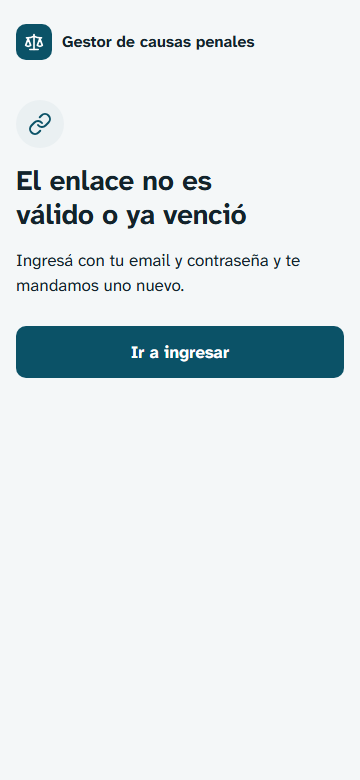 Gestor de causas penales
El enlace no es
válido o ya venció
Ingresá con tu email y contraseña y te
mandamos uno nuevo.
Ir a ingresar